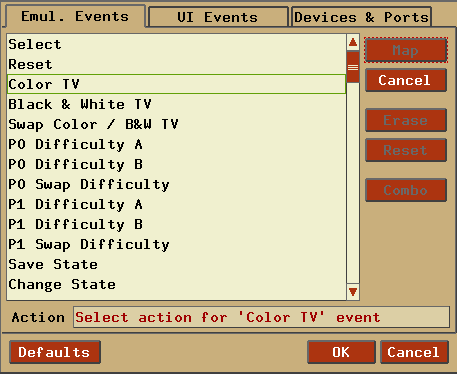 Emul. Events UI Events Devices & Ports
Select
Reset
Color TV
Black & White TV
Swap Color / B&W TV
P0 Difficulty A
P0 Difficulty B
P0 Swap Difficulty
P1 Difficulty A
P1 Difficulty B
P1 Swap Difficulty
Save State
Change State
Map
Cancel
Erase
Reset
Combo
Action Select action for 'Color TV' event
Defaults OK Cancel